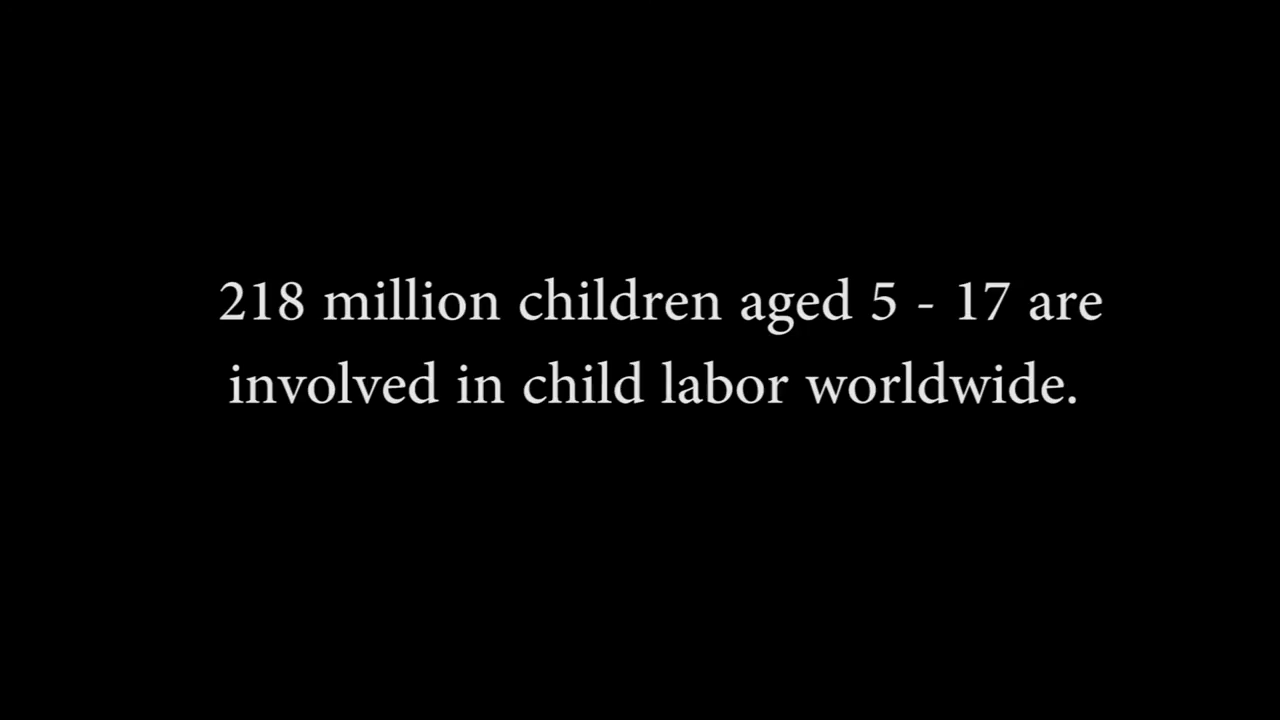 218 million children aged 5 - 17 are
involved in child labor worldwide.